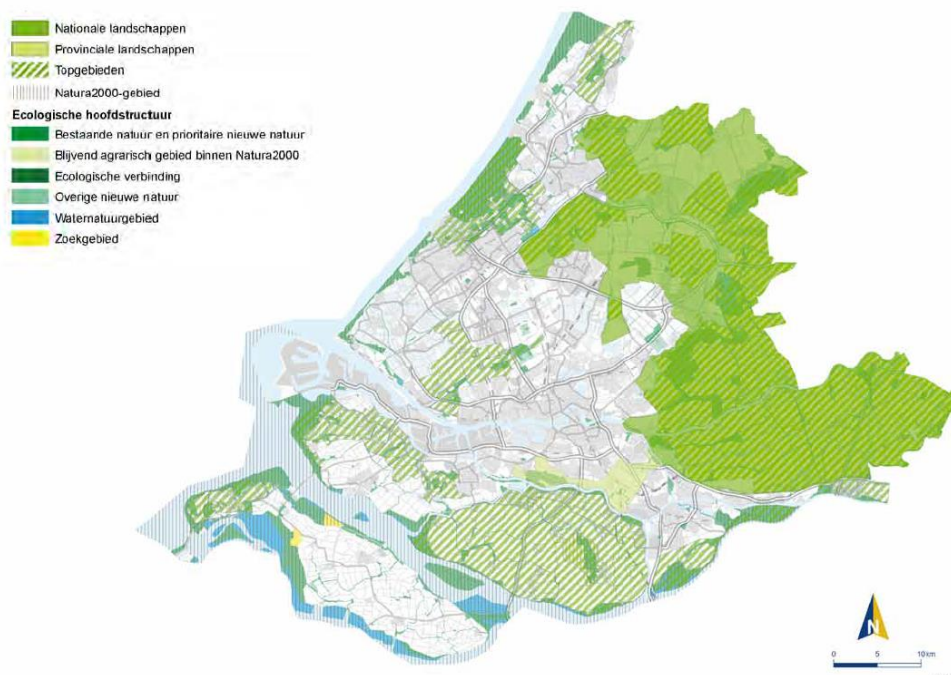 Nationale landschappen
Provinciale landschappen
Topgebieden
Natura2000-gebied
Ecologische hoofdstructuur
Bestaande natuur en prioritaire nieuwe natuur
Blijvend agrarisch gebied binnen Natura2000
Ecologische verbinding
Overige nieuwe natuur
Waternatuurgebied
Zoekgebied
N
0 5 10km